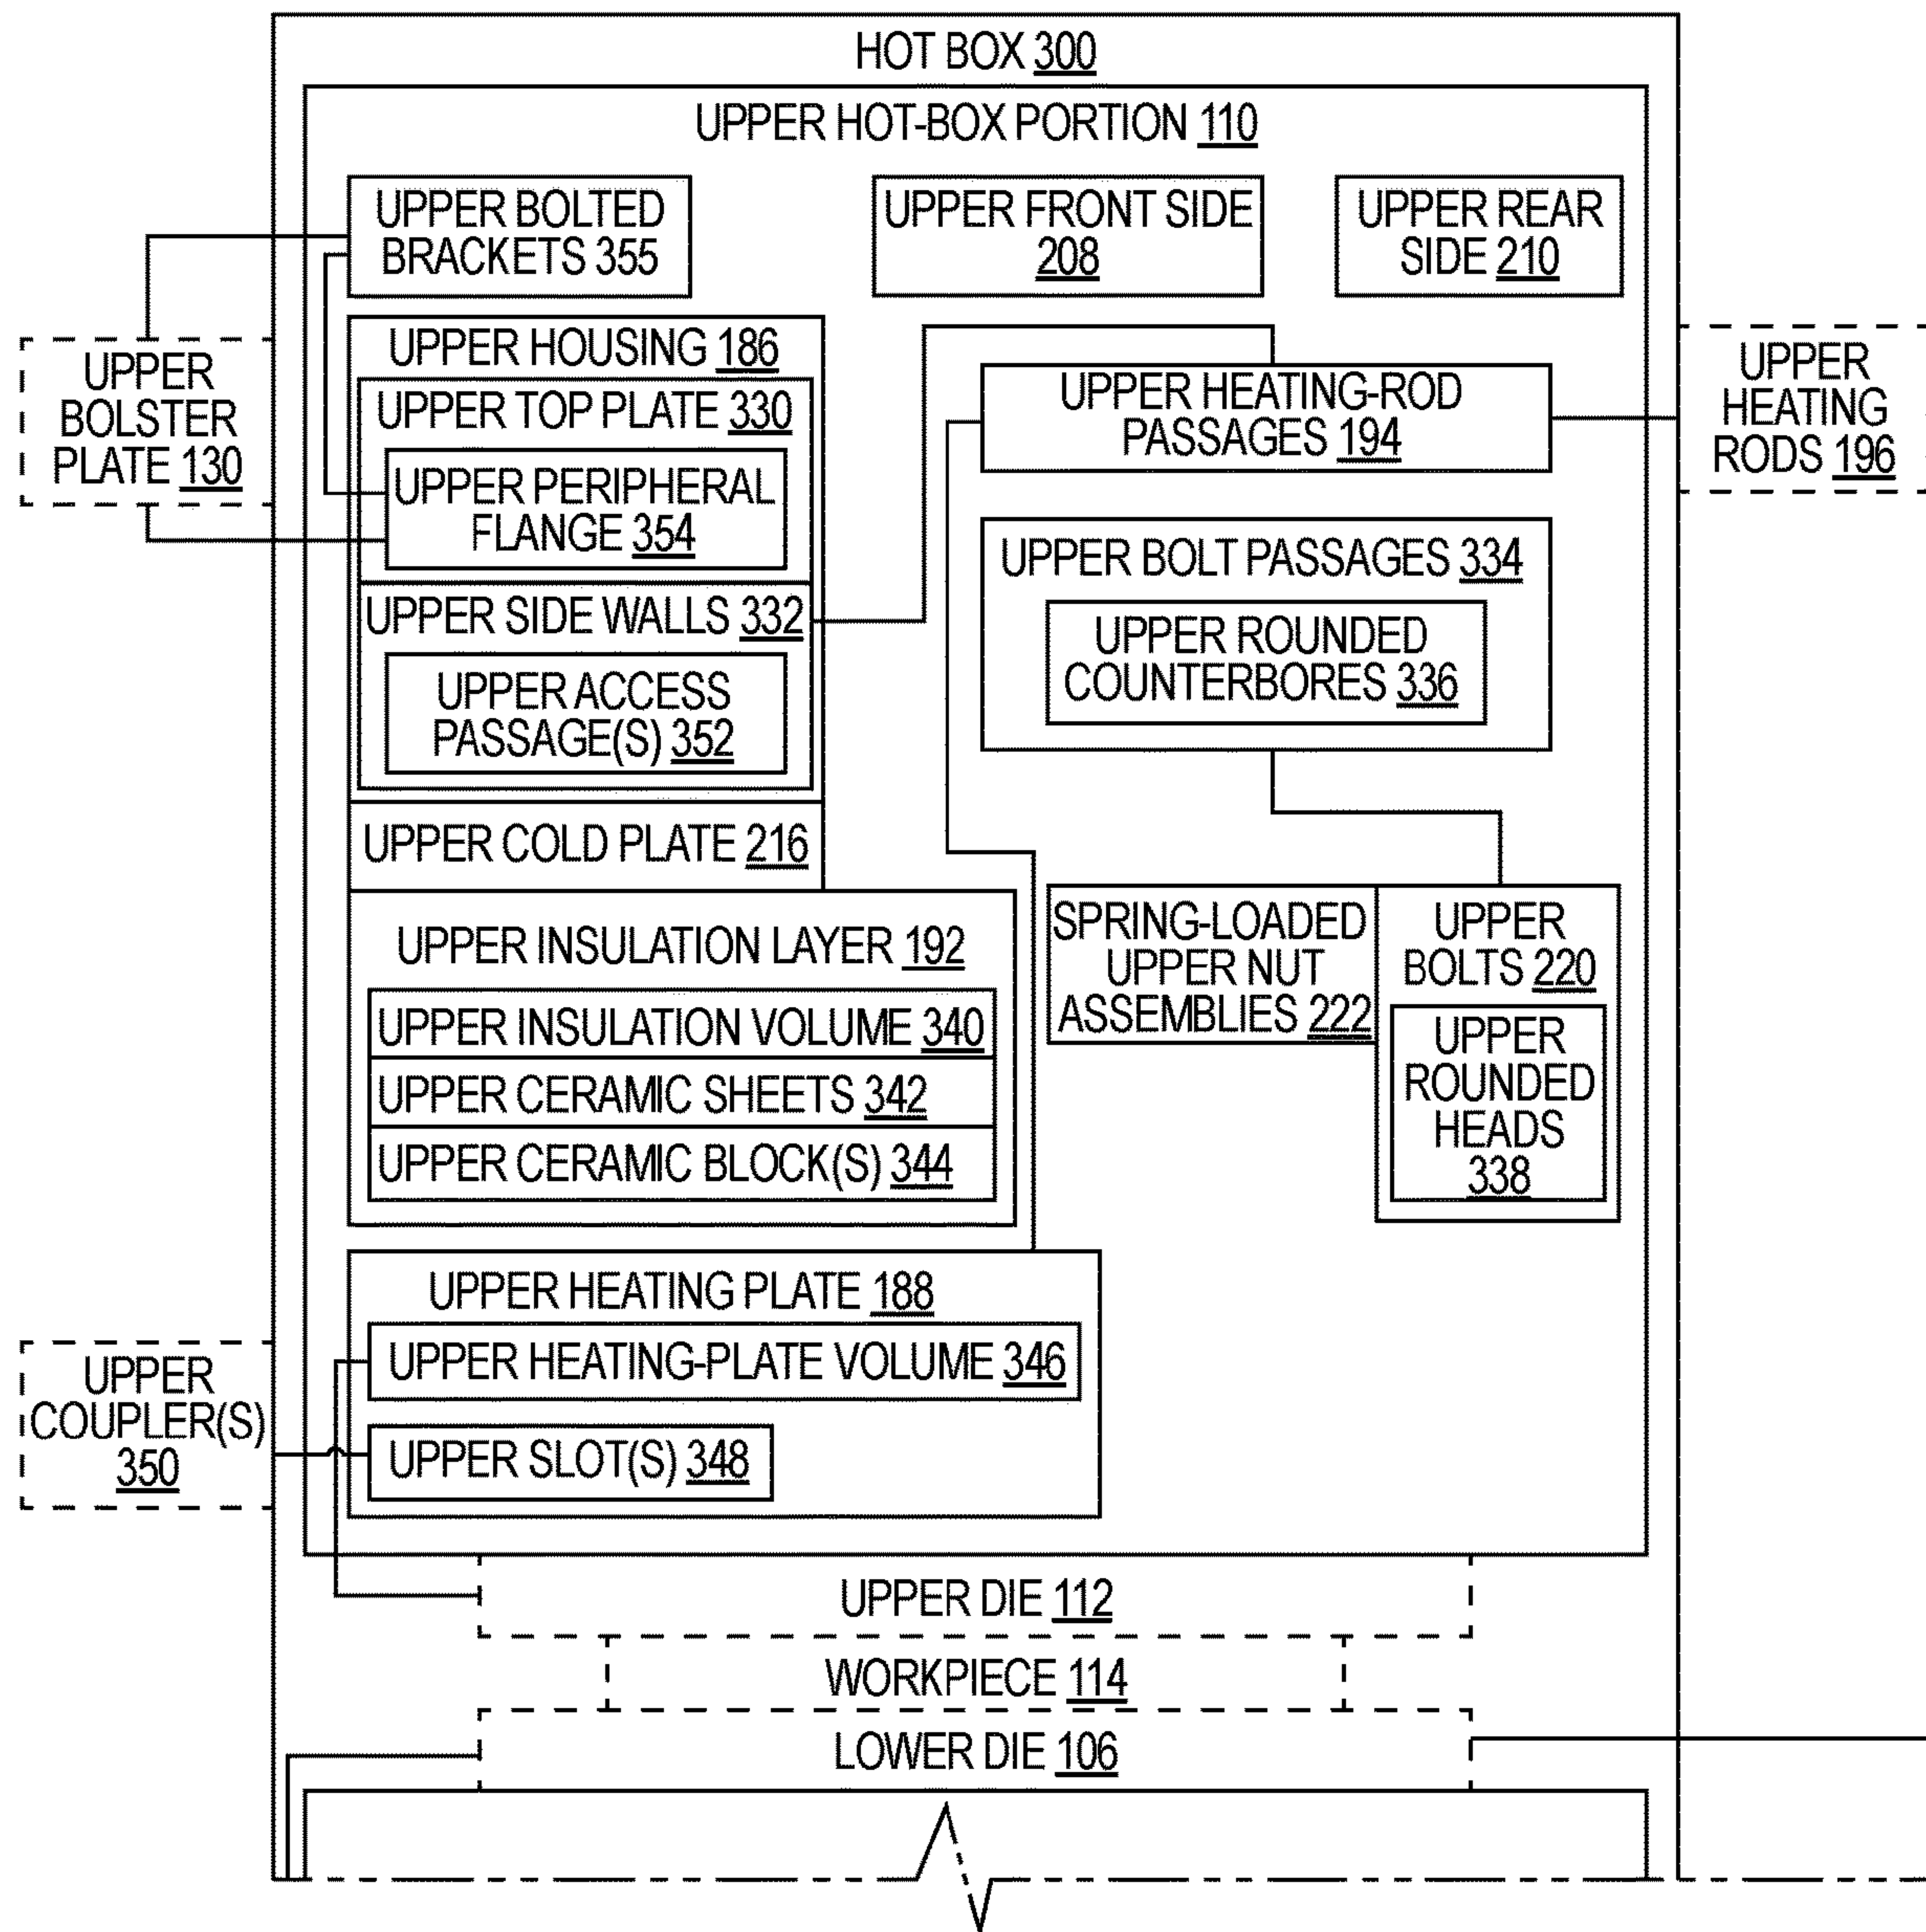 HOT BOX 300
UPPER HOT-BOX PORTION 110
UPPER BOLTED
BRACKETS 355
UPPER FRONT SIDE
208
UPPER REAR
SIDE 210
UPPER
BOLSTER
PLATE 130
UPPER HOUSING 186
UPPER TOP PLATE 330
UPPER PERIPHERAL
FLANGE 354
UPPER SIDE WALLS 332
UPPER ACCESS
PASSAGE(S) 352
UPPER COLD PLATE 216
UPPER HEATING-ROD
PASSAGES 194
UPPER
HEATING
RODS 196
UPPER BOLT PASSAGES 334
UPPER ROUNDED
COUNTERBORES 336
UPPER INSULATION LAYER 192
UPPER INSULATION VOLUME 340
UPPER CERAMIC SHEETS 342
UPPER CERAMIC BLOCK(S) 344
SPRING-LOADED
UPPER NUT
ASSEMBLIES 222
UPPER
BOLTS 220
UPPER
ROUNDED
HEADS
338
UPPER HEATING PLATE 188
UPPER HEATING-PLATE VOLUME 346
UPPER SLOT(S) 348
UPPER
COUPLER(S)
350
UPPER DIE 112
WORKPIECE 114
LOWER DIE 106